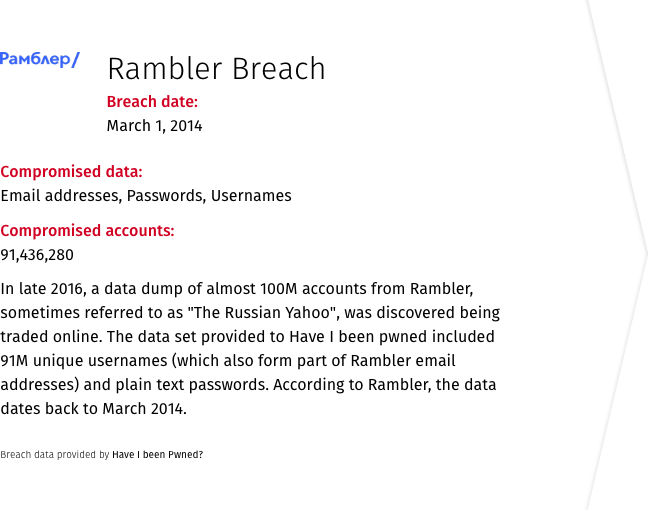 Рамблер/
Rambler Breach
Breach date:
March 1, 2014
Compromised data:
Email addresses, Passwords, Usernames
Compromised accounts:
91,436,280
In late 2016, a data dump of almost 100M accounts from Rambler,
sometimes referred to as "The Russian Yahoo", was discovered being
traded online. The data set provided to Have I been pwned included
91M unique usernames (which also form part of Rambler email
addresses) and plain text passwords. According to Rambler, the data
dates back to March 2014.
Breach data provided by Have I been Pwned?